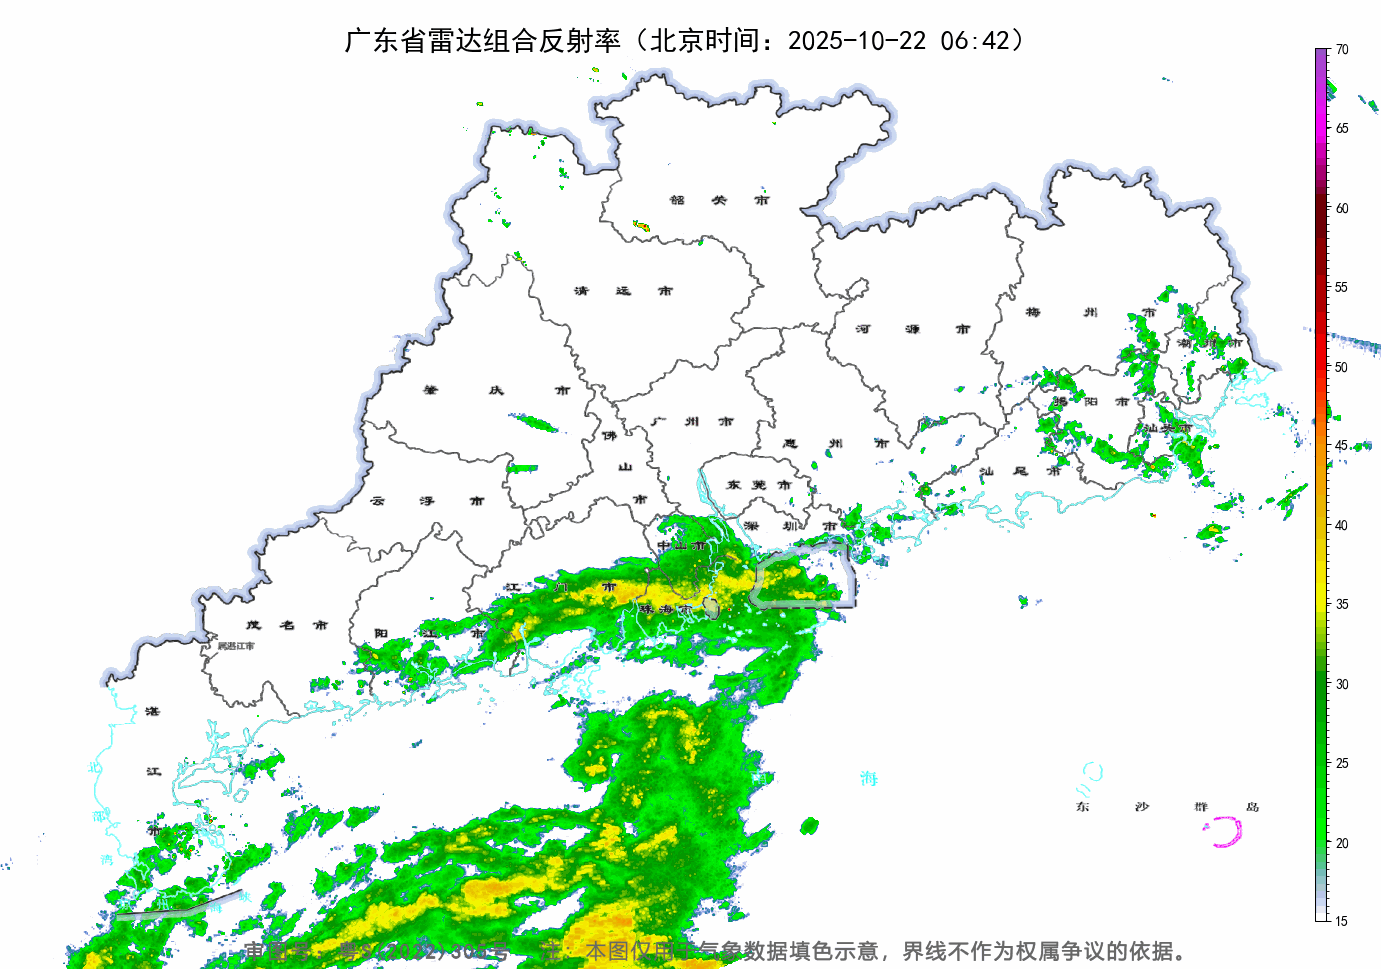 广东省雷达组合反射率（北京时间：2025-10-22 06:42）
70
65
60
55
50
45
40
35
30
25
20
15
韶关市
清远市
河源市
梅州市
潮州市
肇庆市
揭阳市
广州市
佛山市
惠州市
汕头市
汕尾市
东莞市
云浮市
深圳市
中山市
江门市
珠海市
茂名市
阳江市
属湛江市
湛江市
北部湾
南海
东沙群岛
审图号：粤S(2022)306号 注：本图仅用于气象数据填色示意，界线不作为权属争议的依据。